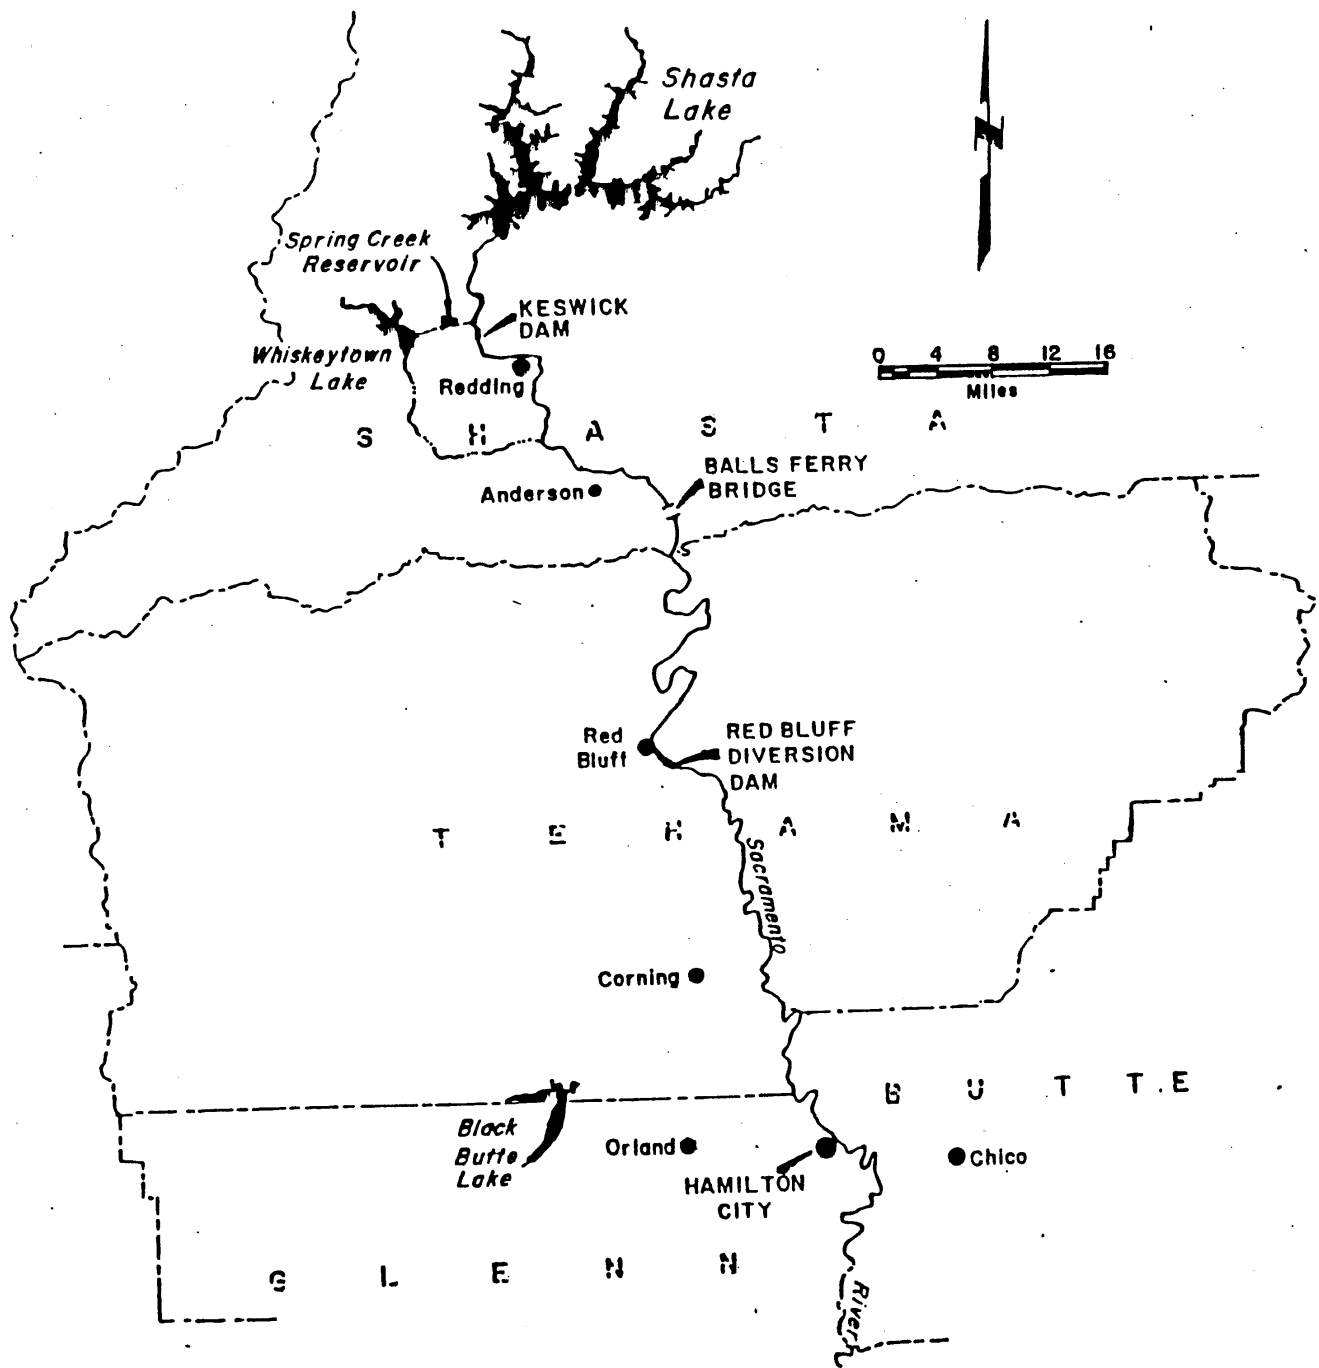 Shasta
Lake
N
Spring Creek
Reservoir
KESWICK
DAM
Whiskeytown
Lake
Redding
0 4 8 12 16
Miles
S H A S T A
BALLS FERRY
BRIDGE
Anderson
Red
Bluff
RED BLUFF
DIVERSION
DAM
T E H A M A
Sacramento
Corning
B U T T . E
Black
Butte
Lake
Orland
HAMILTON
CITY
Chico
G L E N N
River